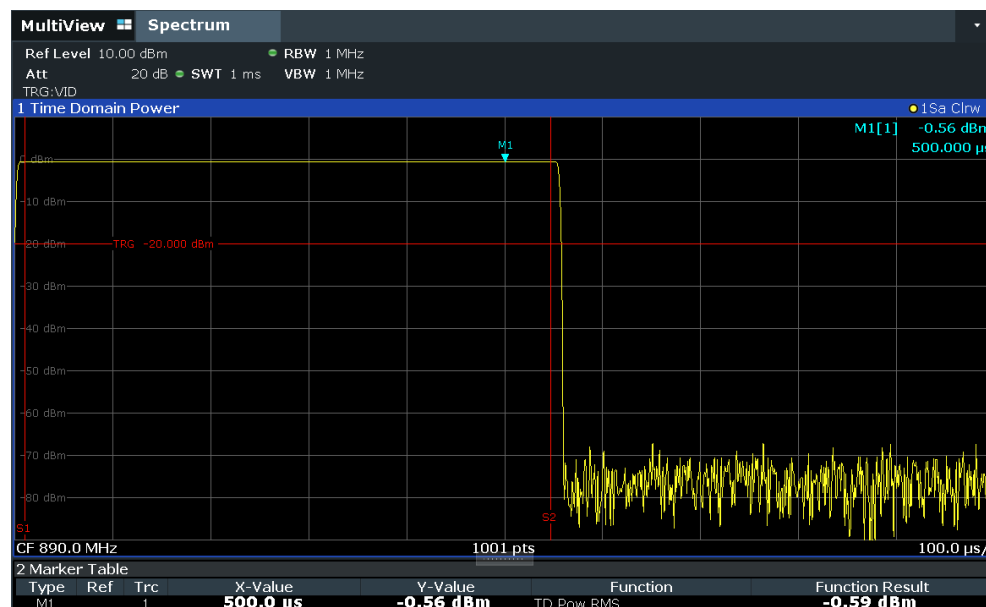 MultiView Spectrum
Ref Level 10.00 dBm RBW 1 MHz
Att 20 dB SWT 1 ms VBW 1 MHz
TRG:VID
1 Time Domain Power 1Sa Clrw
M1[1] -0.56 dBm
500.000 µs
M1
0 dBm
-10 dBm
-20 dBm TRG -20.000 dBm
-30 dBm
-40 dBm
-50 dBm
-60 dBm
-70 dBm
-80 dBm
S1 S2
CF 890.0 MHz 1001 pts 100.0 µs/
2 Marker Table
Type Ref Trc X-Value Y-Value Function Function Result
M1 1 500.0 µs -0.56 dBm TD Pow RMS -0.59 dBm